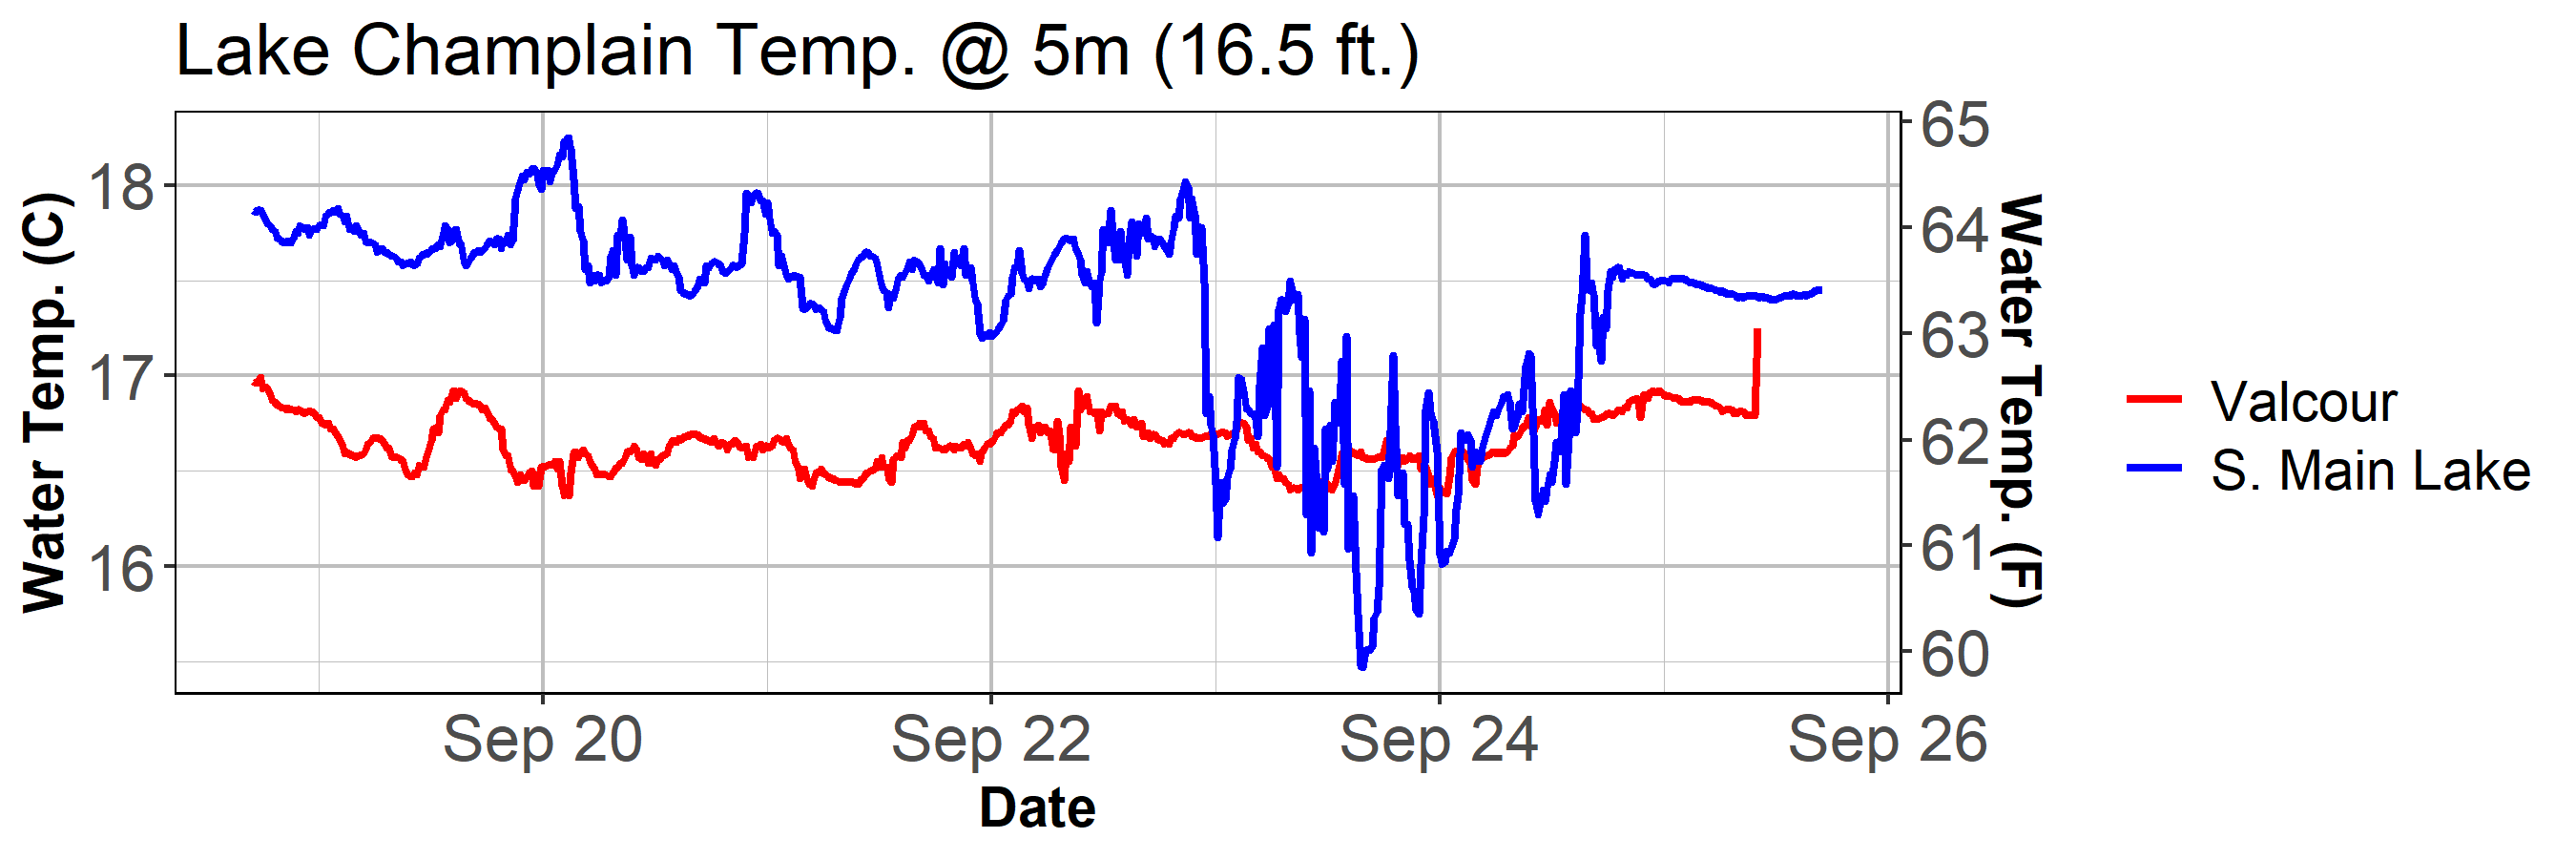 Lake Champlain Temp. @ 5m (16.5 ft.)
Water Temp. (C)
18
17
16
65
64
63
62
61
60
Water Temp. (F)
Sep 20
Sep 22
Sep 24
Sep 26
Date
Valcour
S. Main Lake